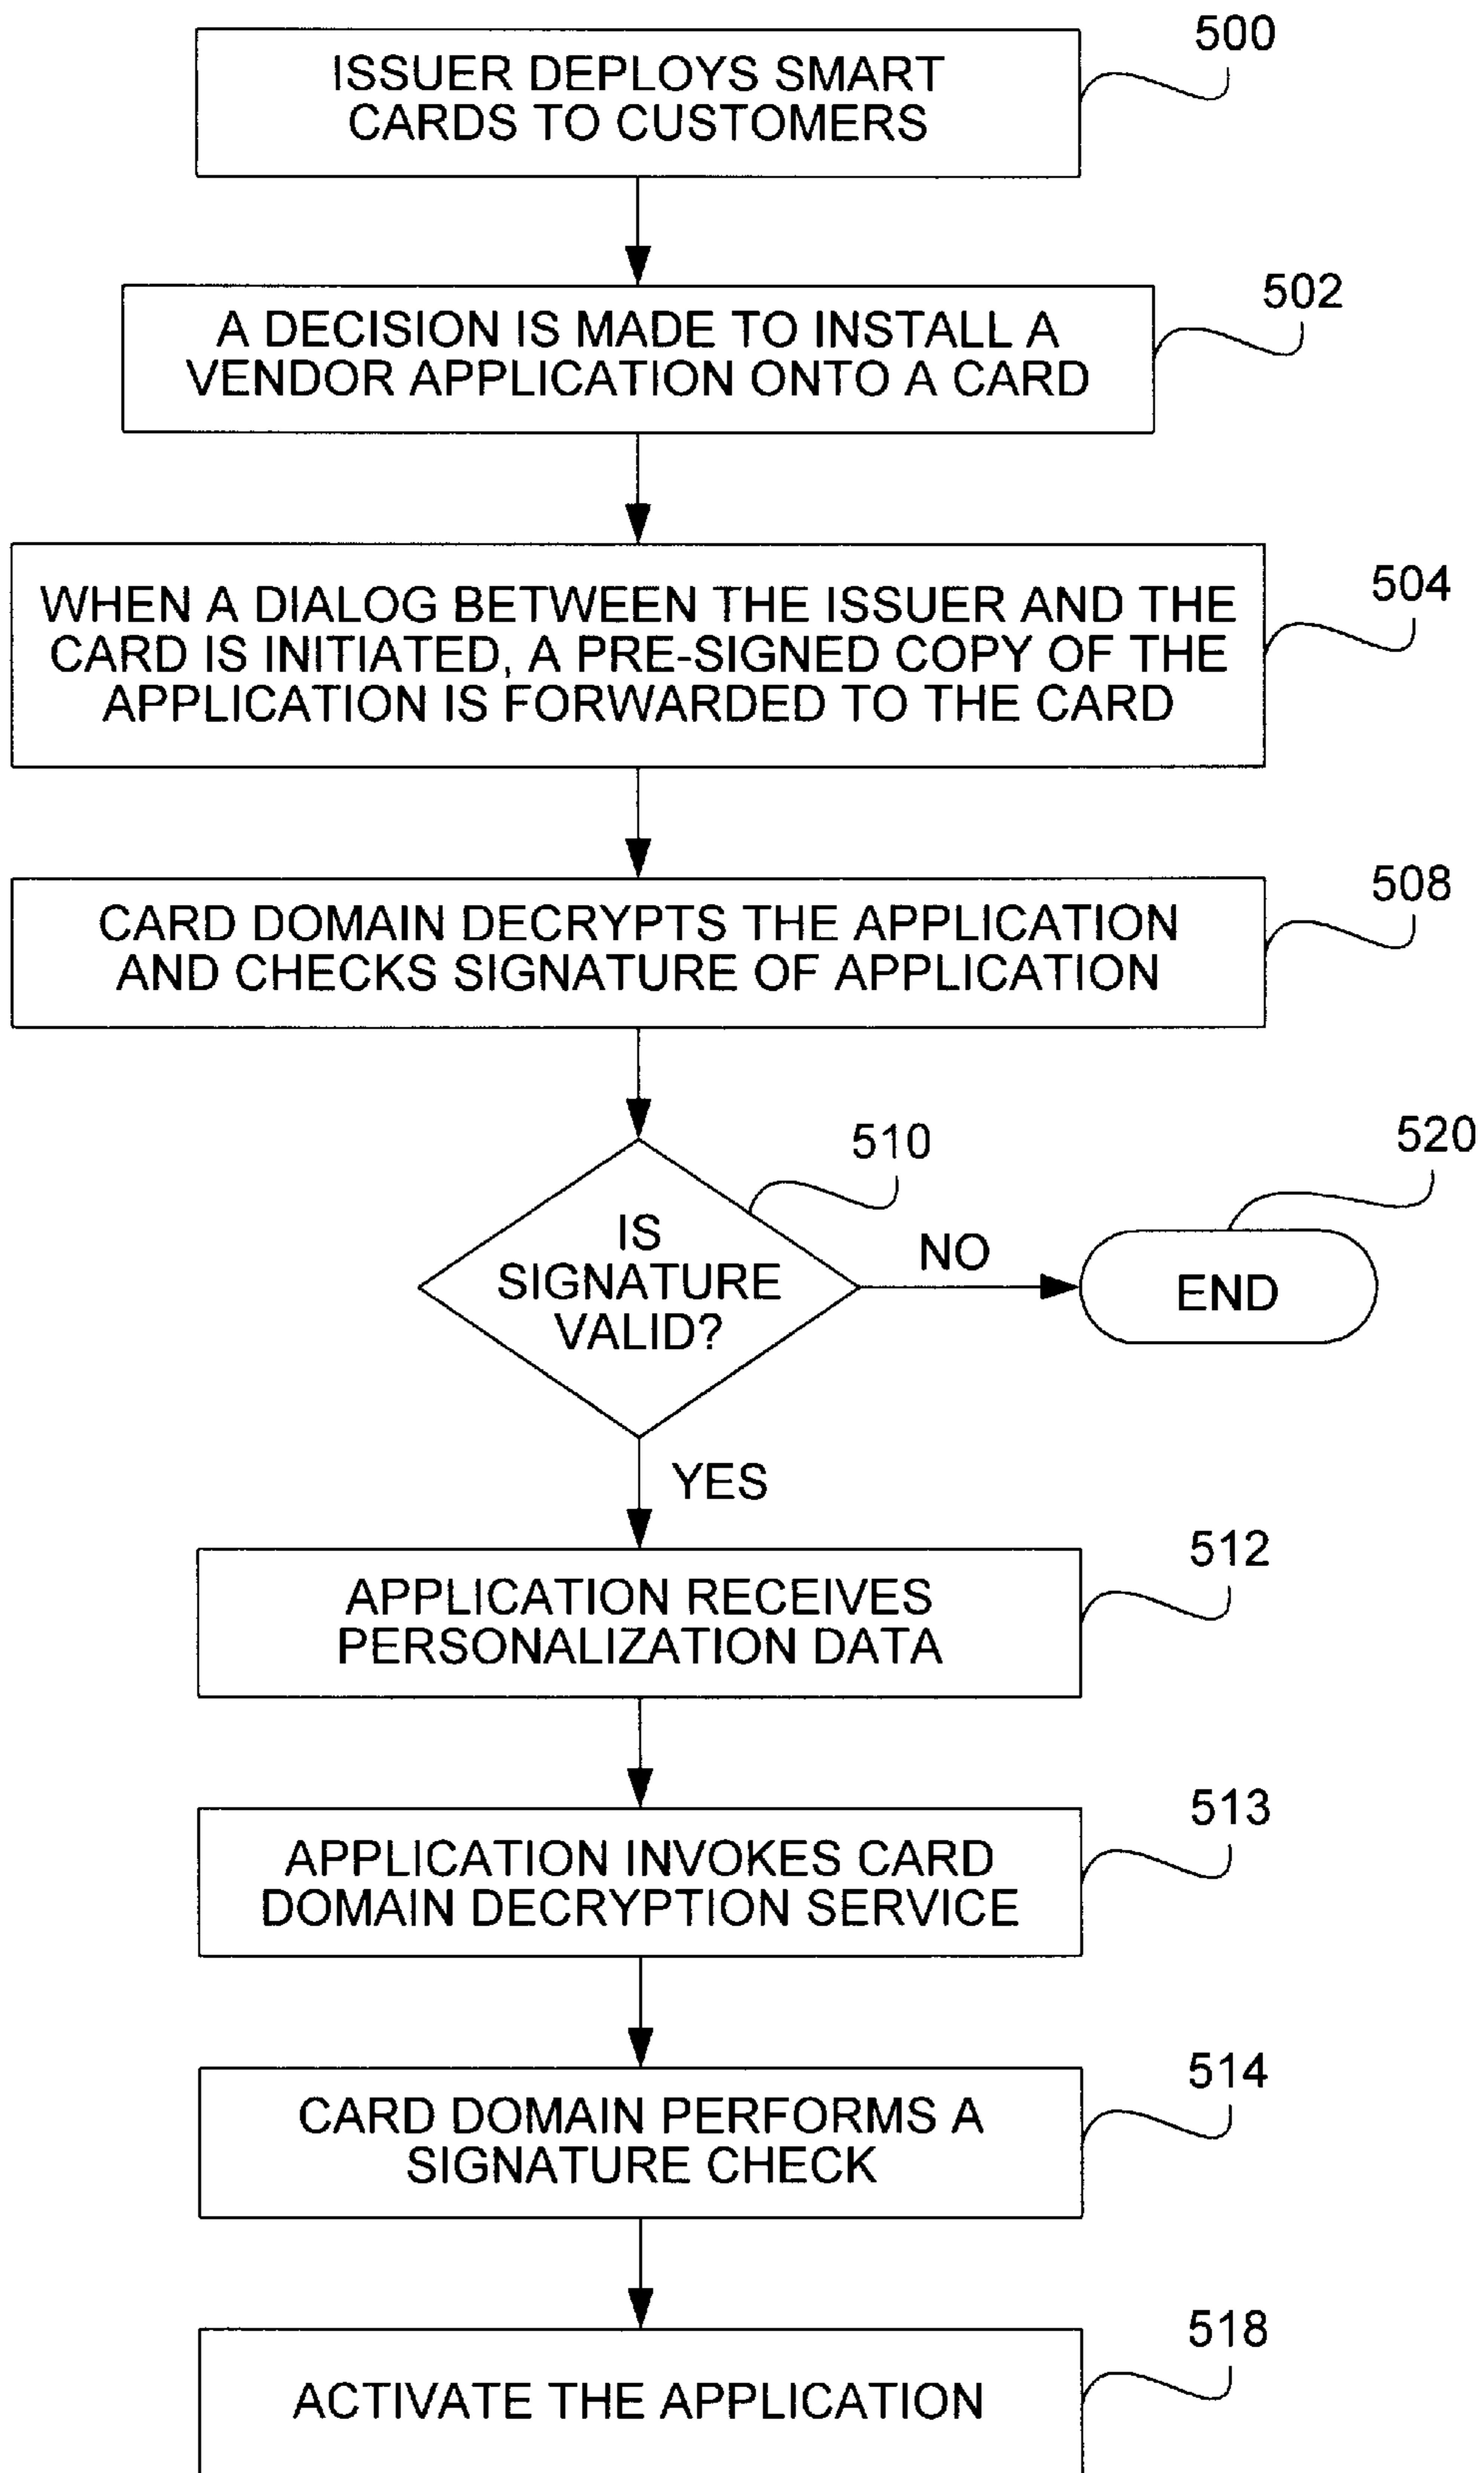 500
ISSUER DEPLOYS SMART
CARDS TO CUSTOMERS
502
A DECISION IS MADE TO INSTALL A
VENDOR APPLICATION ONTO A CARD
504
WHEN A DIALOG BETWEEN THE ISSUER AND THE
CARD IS INITIATED, A PRE-SIGNED COPY OF THE
APPLICATION IS FORWARDED TO THE CARD
508
CARD DOMAIN DECRYPTS THE APPLICATION
AND CHECKS SIGNATURE OF APPLICATION
510
520
IS
SIGNATURE
VALID?
NO
END
YES
512
APPLICATION RECEIVES
PERSONALIZATION DATA
513
APPLICATION INVOKES CARD
DOMAIN DECRYPTION SERVICE
514
CARD DOMAIN PERFORMS A
SIGNATURE CHECK
518
ACTIVATE THE APPLICATION